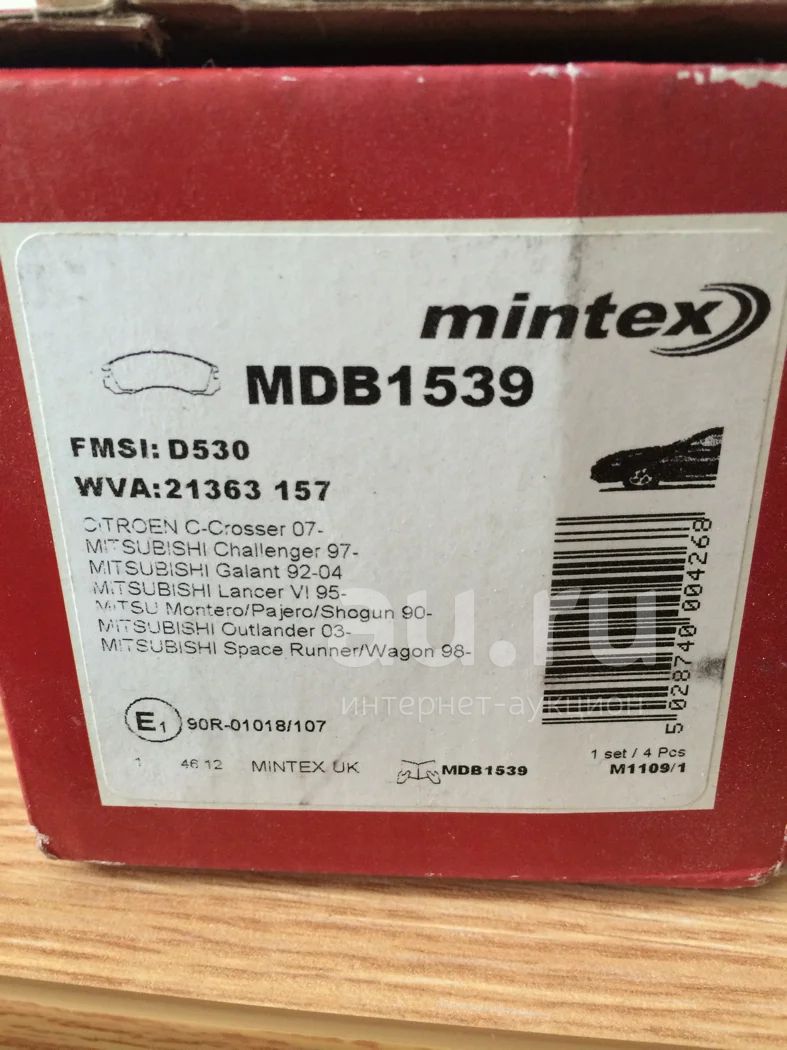 mintex
MDB1539
FMSI: D530
WVA:21363 157
CITROEN C-Crosser 07-
MITSUBISHI Challenger 97-
MITSUBISHI Galant 92-04
MITSUBISHI Lancer VI 95-
MITSU Montero/Pajero/Shogun 90-
MITSUBISHI Outlander 03-
MITSUBISHI Space Runner/Wagon 98-
5 028740 004268
au.ru
интернет-аукцион
E1 90R-01018/107
1 set / 4 Pcs
1 46 12 MINTEX UK MDB1539 M1109/1